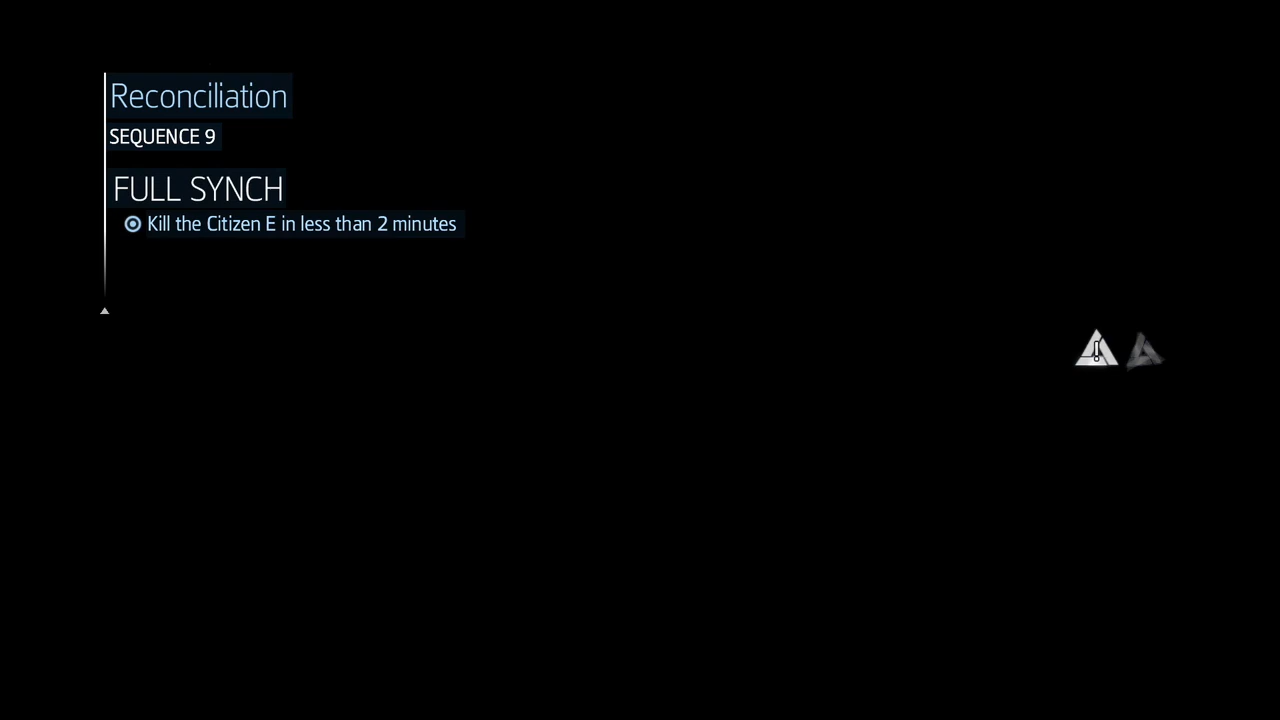 Reconciliation
SEQUENCE 9
FULL SYNCH
Kill the Citizen E in less than 2 minutes